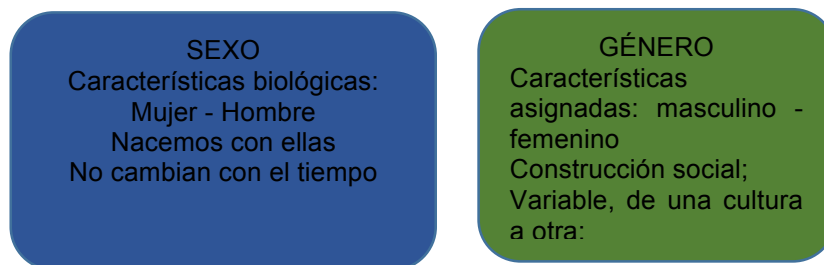 SEXO
Características biológicas:
Mujer - Hombre
Nacemos con ellas
No cambian con el tiempo
GÉNERO
Características
asignadas: masculino -
femenino
Construcción social;
Variable, de una cultura
a otra;